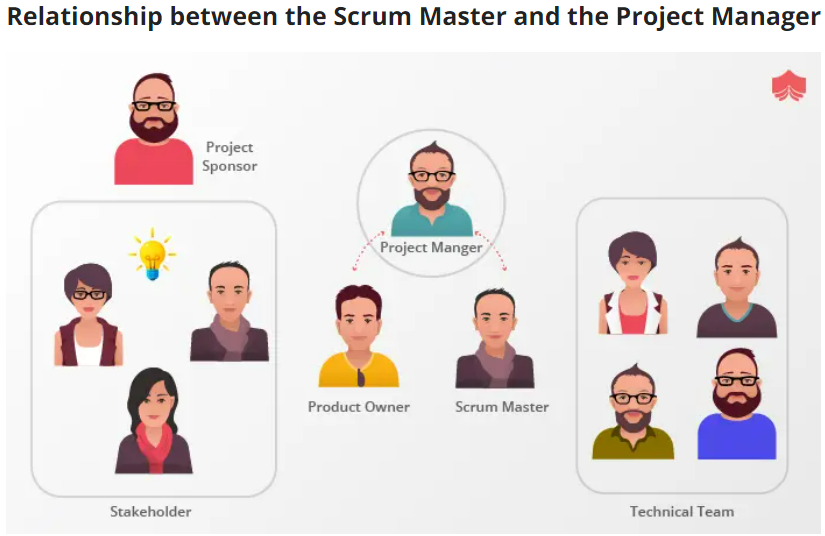 Relationship between the Scrum Master and the Project Manager
Project
Sponsor
Project Manger
Product Owner
Scrum Master
Stakeholder
Technical Team